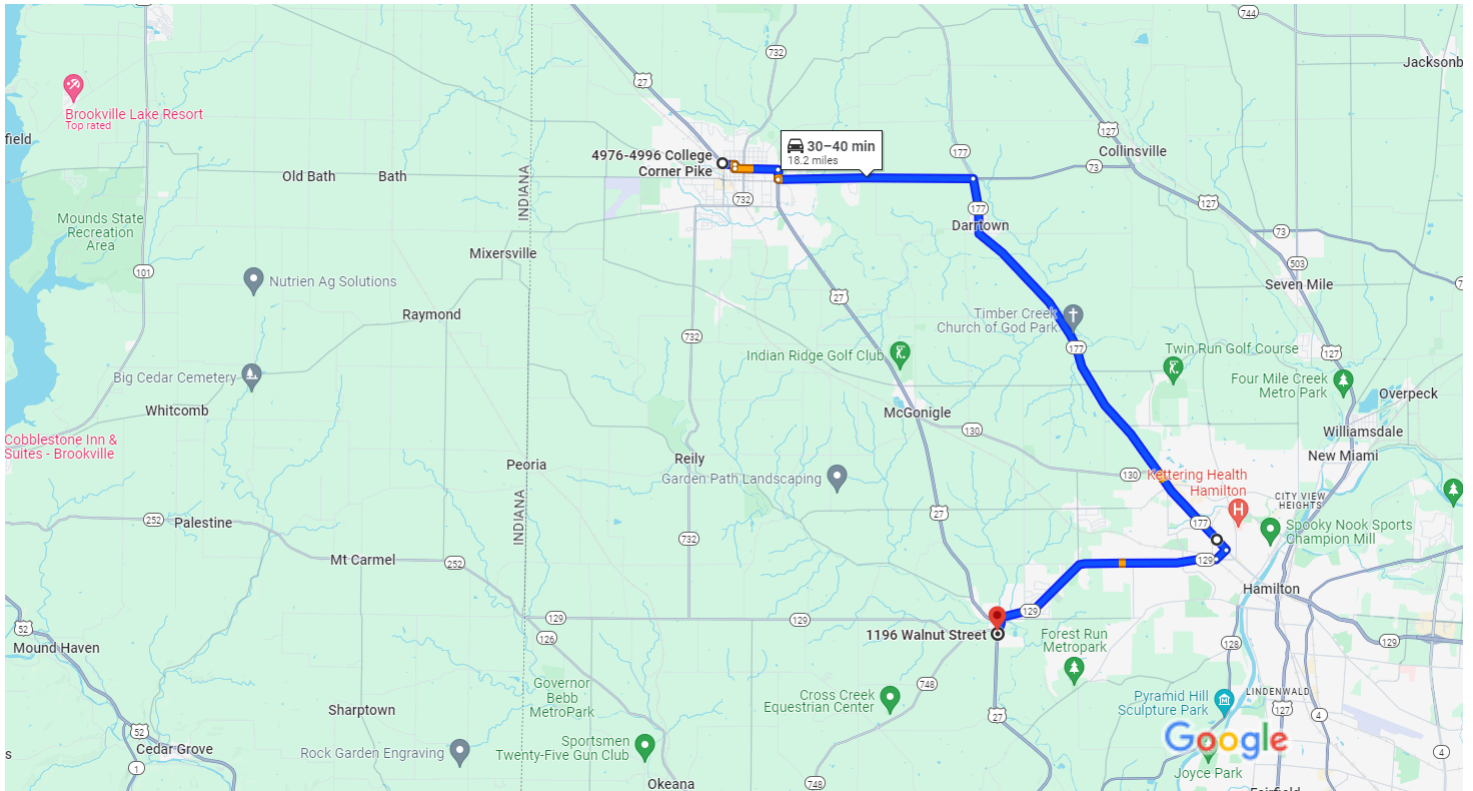 744
Jacksonb
732
27
Brookville Lake Resort
Top rated
127
field
30–40 min
18.2 miles
Collinsville
177
4976-4996 College
Corner Pike
73
Old Bath
Bath
INDIANA
732
127
Mounds State
Recreation
Area
177
Darrtown
73
Mixersville
503
101
Nutrien Ag Solutions
Seven Mile
27
Raymond
Timber Creek
Church of God Park
732
177
127
Indian Ridge Golf Club
Twin Run Golf Course
Big Cedar Cemetery
Four Mile Creek
Metro Park
Overpeck
Whitcomb
McGonigle
130
Williamsdale
Cobblestone Inn &
Suites - Brookville
New Miami
Reily
Peoria
130
Garden Path Landscaping
Kettering Health
Hamilton
CITY VIEW
HEIGHTS
INDIANA
252
Palestine
27
177
Spooky Nook Sports
Champion Mill
732
Mt Carmel
252
129
Hamilton
129
129
129
52
126
1196 Walnut Street
Forest Run
Metropark
128
129
Mound Haven
Governor
Bebb
MetroPark
748
Cross Creek
Equestrian Center
Pyramid Hill
Sculpture Park
LINDENWALD
Sharptown
27
127
4
52
Cedar Grove
Rock Garden Engraving
Sportsmen
Twenty-Five Gun Club
Google
4
s
1
Okeana
748
Joyce Park
Fairfield